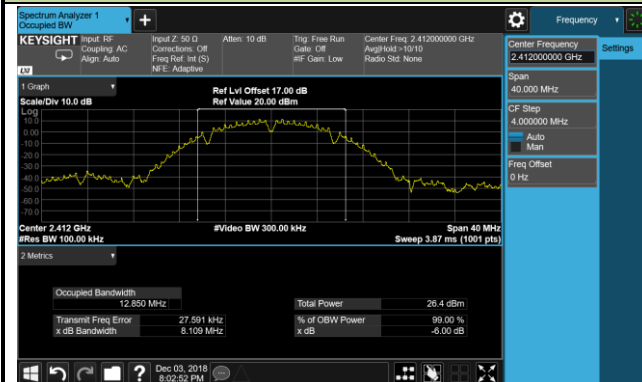 Spectrum Analyzer 1
Occupied BW
Frequency
KEYSIGHT
Input: RF
Coupling: AC
Align: Auto
Input Z: 50 Ω
Corrections: Off
Freq Ref: Int (S)
NFE: Adaptive
Atten: 10 dB
Trig: Free Run
Gate: Off
#IF Gain: Low
Center Freq: 2.412000000 GHz
Avg|Hold:>10/10
Radio Std: None
LXI
Center Frequency
2.412000000 GHz
Settings
Span
40.000 MHz
CF Step
4.000000 MHz
Auto
Man
Freq Offset
0 Hz
1 Graph
Scale/Div 10.0 dB
Ref Lvl Offset 17.00 dB
Ref Value 20.00 dBm
Log
10.0
0.00
-10.0
-20.0
-30.0
-40.0
-50.0
-60.0
-70.0
Center 2.412 GHz
#Res BW 100.00 kHz
#Video BW 300.00 kHz
Span 40 MHz
Sweep 3.87 ms (1001 pts)
2 Metrics
Occupied Bandwidth
12.850 MHz
Total Power 26.4 dBm
Transmit Freq Error 27.591 kHz
% of OBW Power 99.00 %
x dB Bandwidth 8.109 MHz
x dB -6.00 dB
Dec 03, 2018
8:02:52 PM